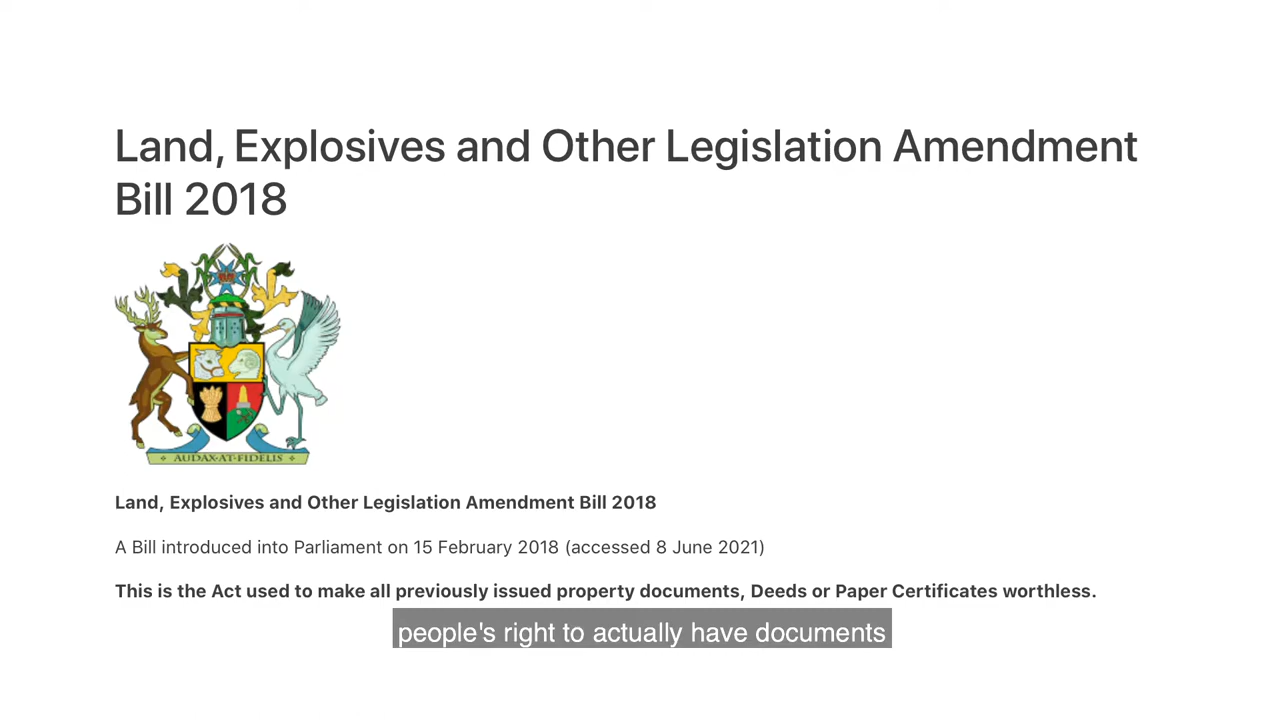 Land, Explosives and Other Legislation Amendment
Bill 2018
AUDAX·AT·FIDELIS
Land, Explosives and Other Legislation Amendment Bill 2018
A Bill introduced into Parliament on 15 February 2018 (accessed 8 June 2021)
This is the Act used to make all previously issued property documents, Deeds or Paper Certificates worthless.
people's right to actually have documents